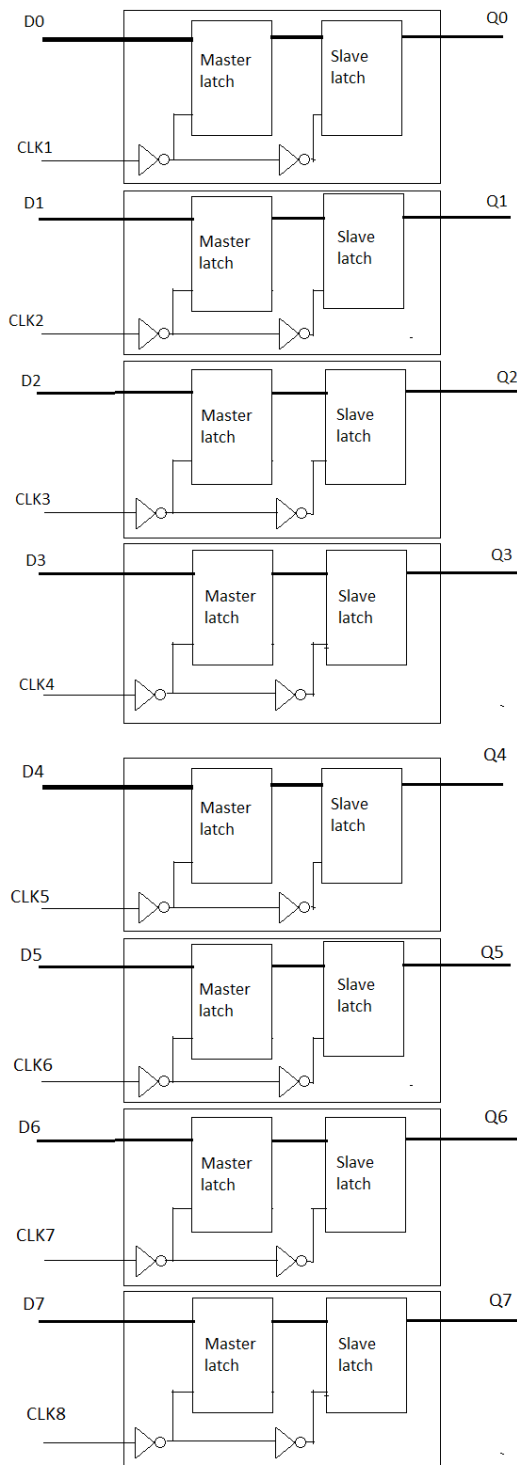 D0
Q0
Master
latch
Slave
latch
CLK1
D1
Q1
Master
latch
Slave
latch
CLK2
D2
Q2
Master
latch
Slave
latch
CLK3
D3
Q3
Master
latch
Slave
latch
CLK4
D4
Q4
Master
latch
Slave
latch
CLK5
D5
Q5
Master
latch
Slave
latch
CLK6
D6
Q6
Master
latch
Slave
latch
CLK7
D7
Q7
Master
latch
Slave
latch
CLK8